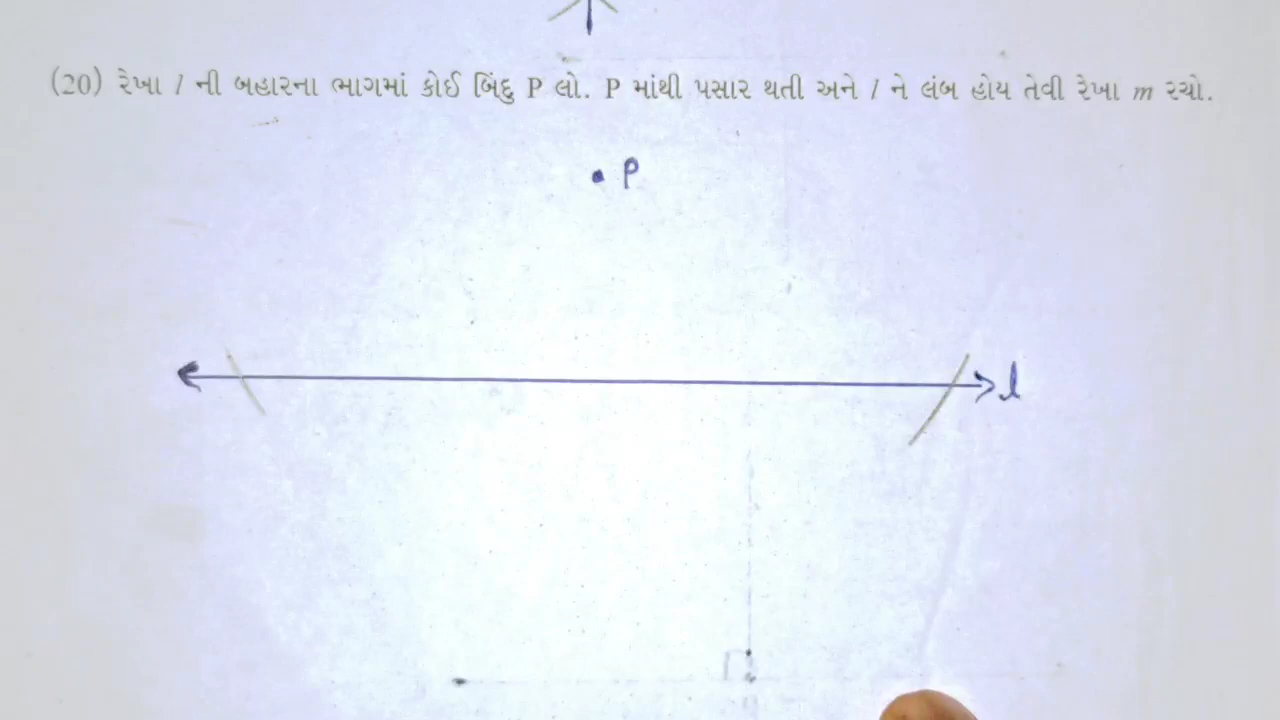 (20) રેખા l ની બહારના ભાગમાં કોઈ બિંદુ P લો. P માંથી પસાર થતી અને l ને લંબ હોય તેવી રેખા m રચો.
P
l